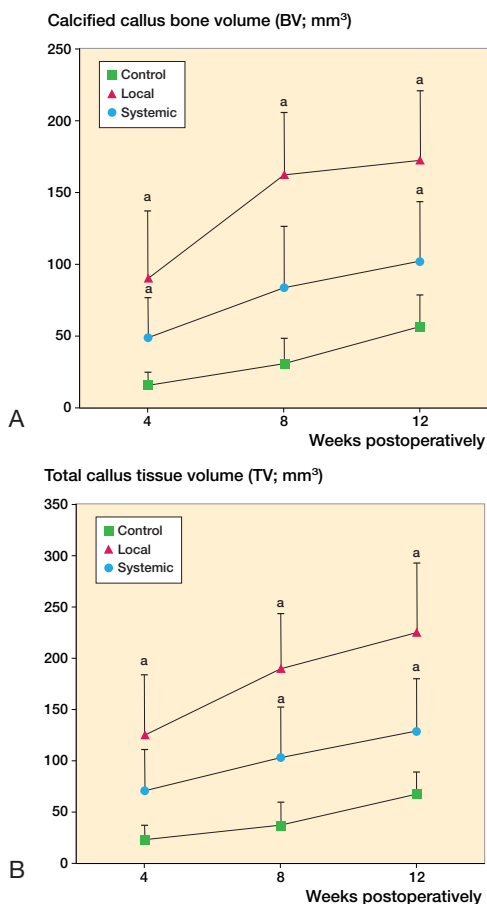 Calcified callus bone volume (BV; mm³)
250
200
150
100
50
0
Control
Local
Systemic
a
a
a
a
a
4
8
12
Weeks postoperatively
A
Total callus tissue volume (TV; mm³)
350
300
250
200
150
100
50
0
Control
Local
Systemic
a
a
a
a
a
4
8
12
Weeks postoperatively
B